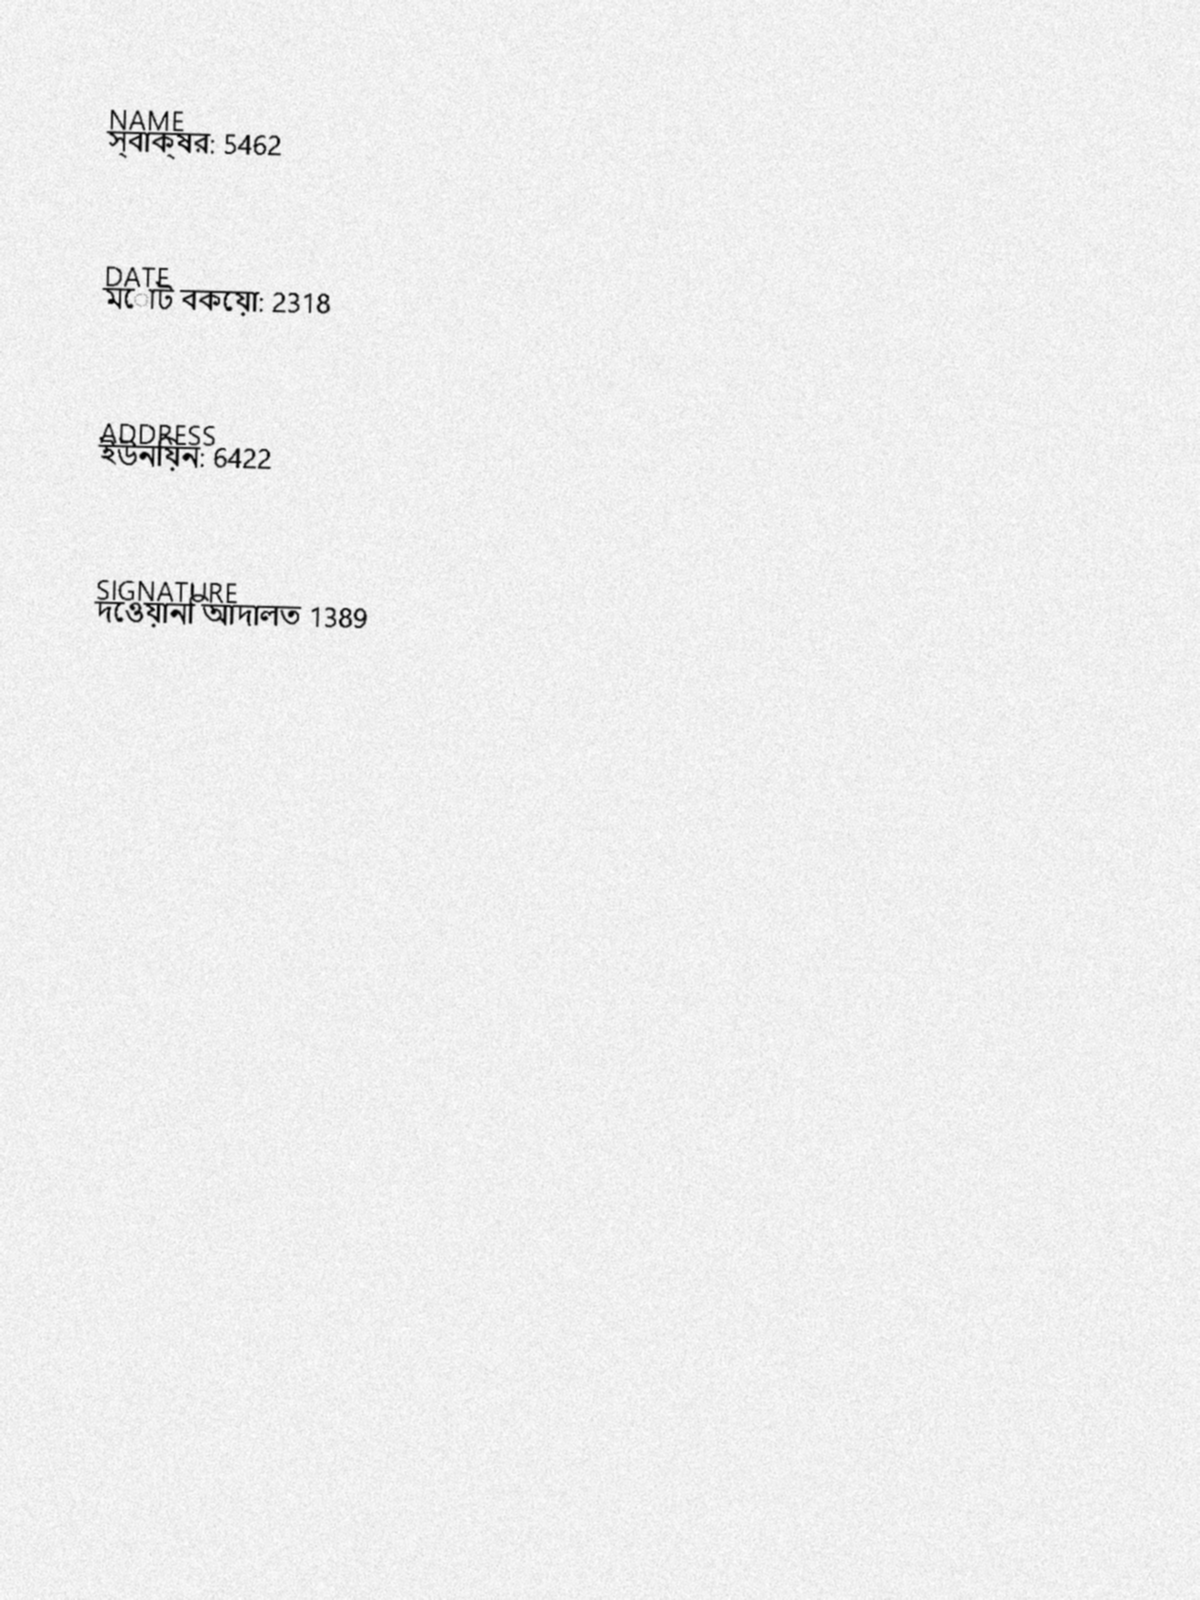 NAME
স্বাক্ষর: 5462
DATE
মোট বকেয়া: 2318
ADDRESS
ইউনিয়ন: 6422
SIGNATURE
দেওয়ানি আদালত 1389